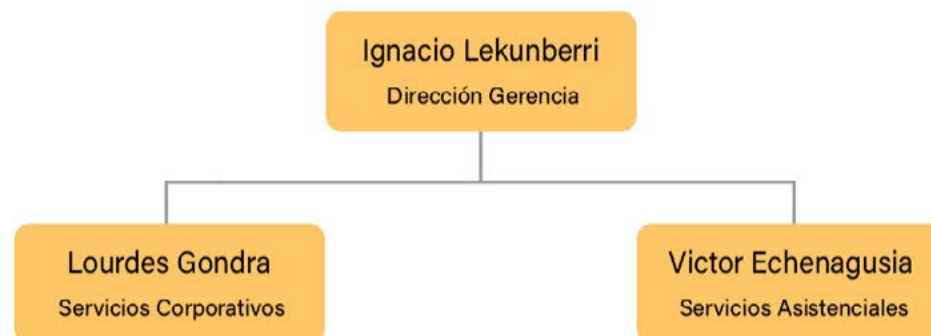 Ignacio Lekunberri
Dirección Gerencia
Lourdes Gondra
Servicios Corporativos
Victor Echenagusia
Servicios Asistenciales